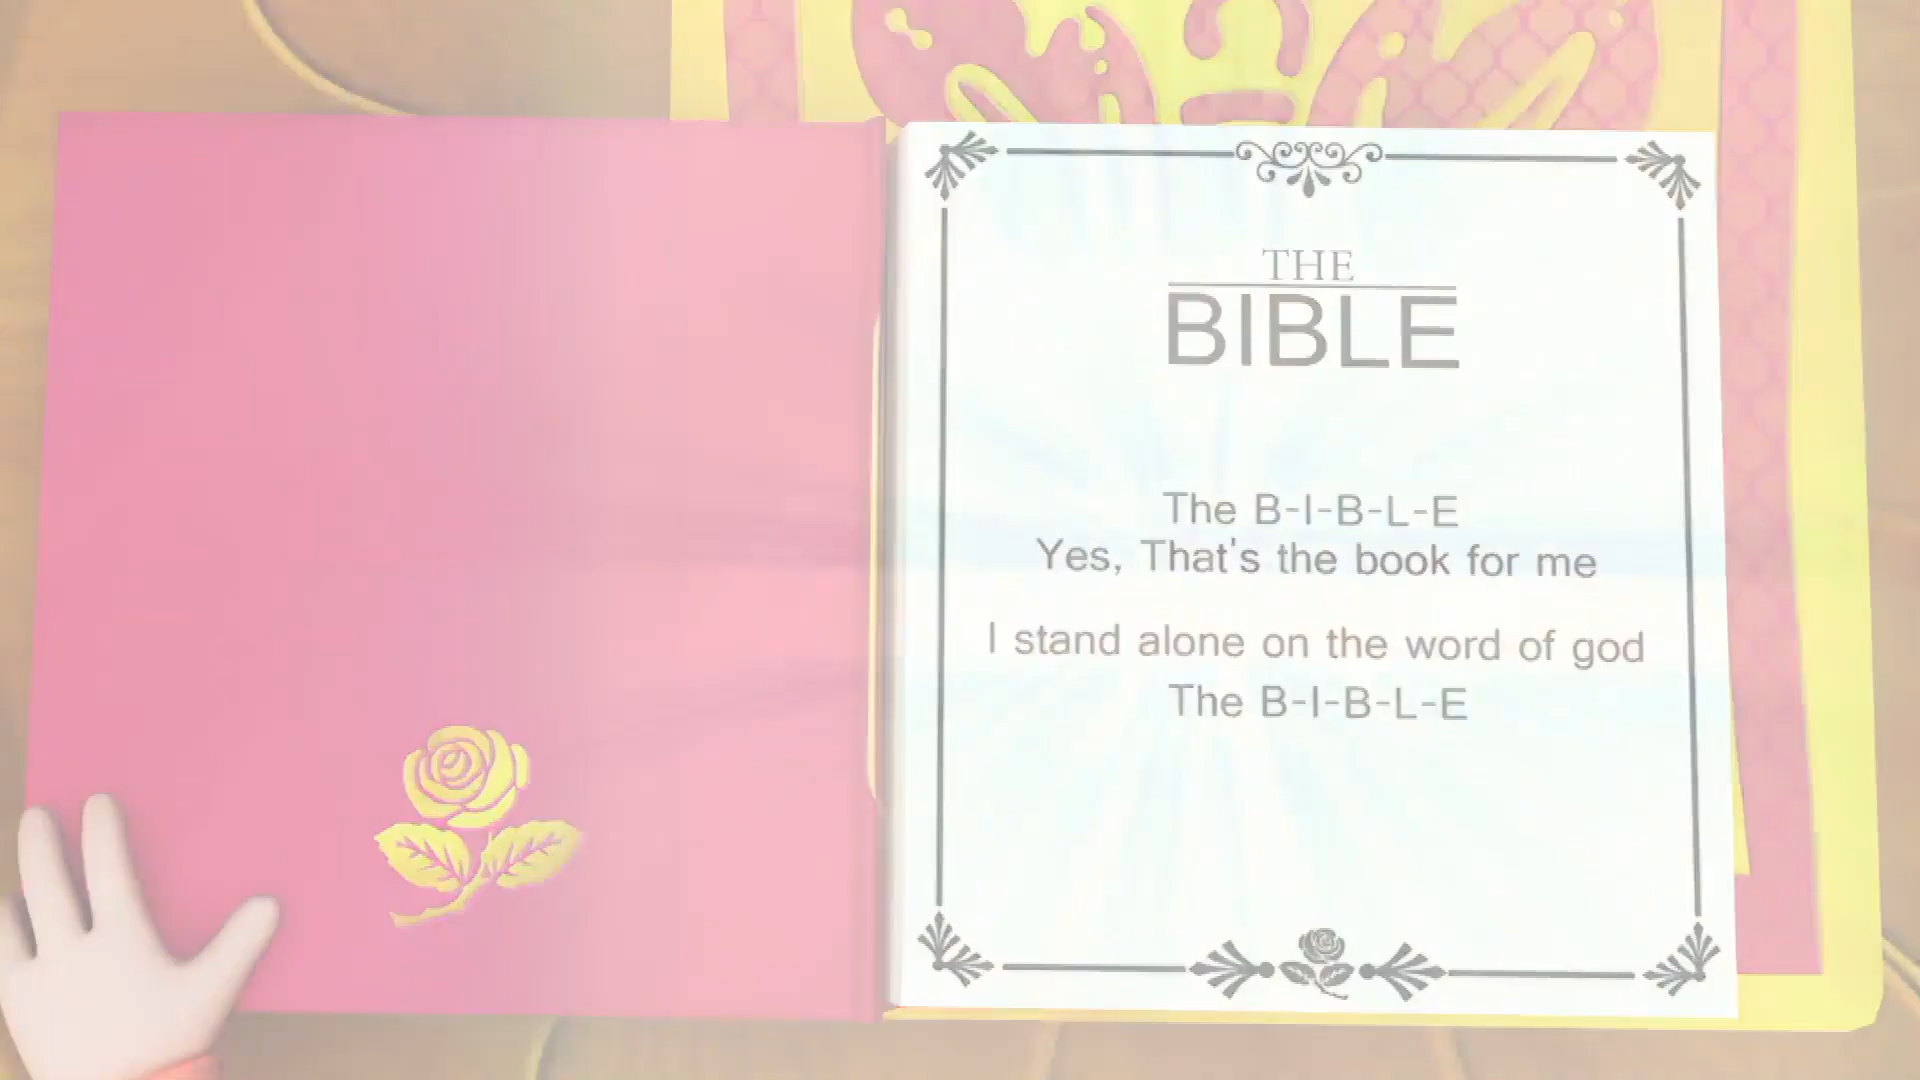 THE
BIBLE
The B-I-B-L-E
Yes, That's the book for me
I stand alone on the word of god
The B-I-B-L-E